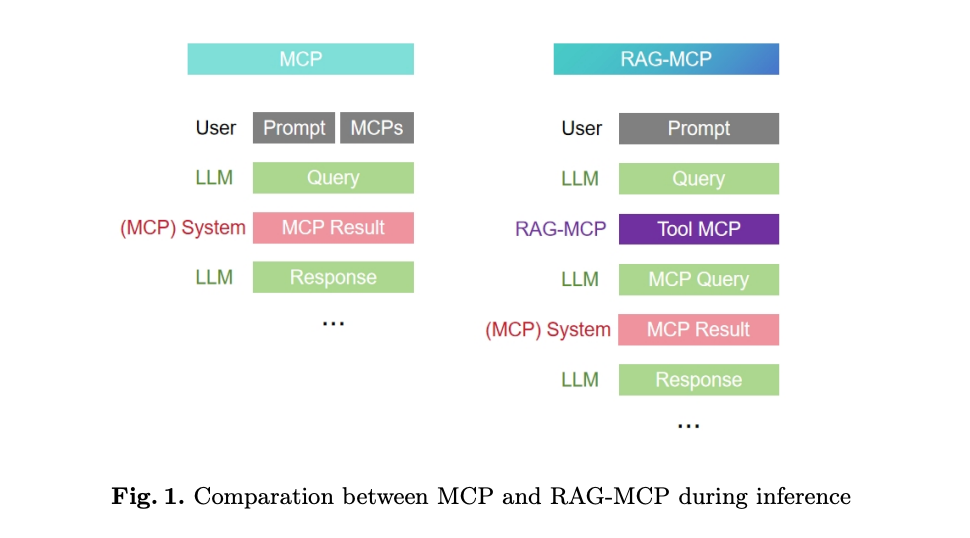 MCP
User Prompt MCPs
LLM Query
(MCP) System MCP Result
LLM Response
...
RAG-MCP
User Prompt
LLM Query
RAG-MCP Tool MCP
LLM MCP Query
(MCP) System MCP Result
LLM Response
...
Fig. 1. Comparation between MCP and RAG-MCP during inference